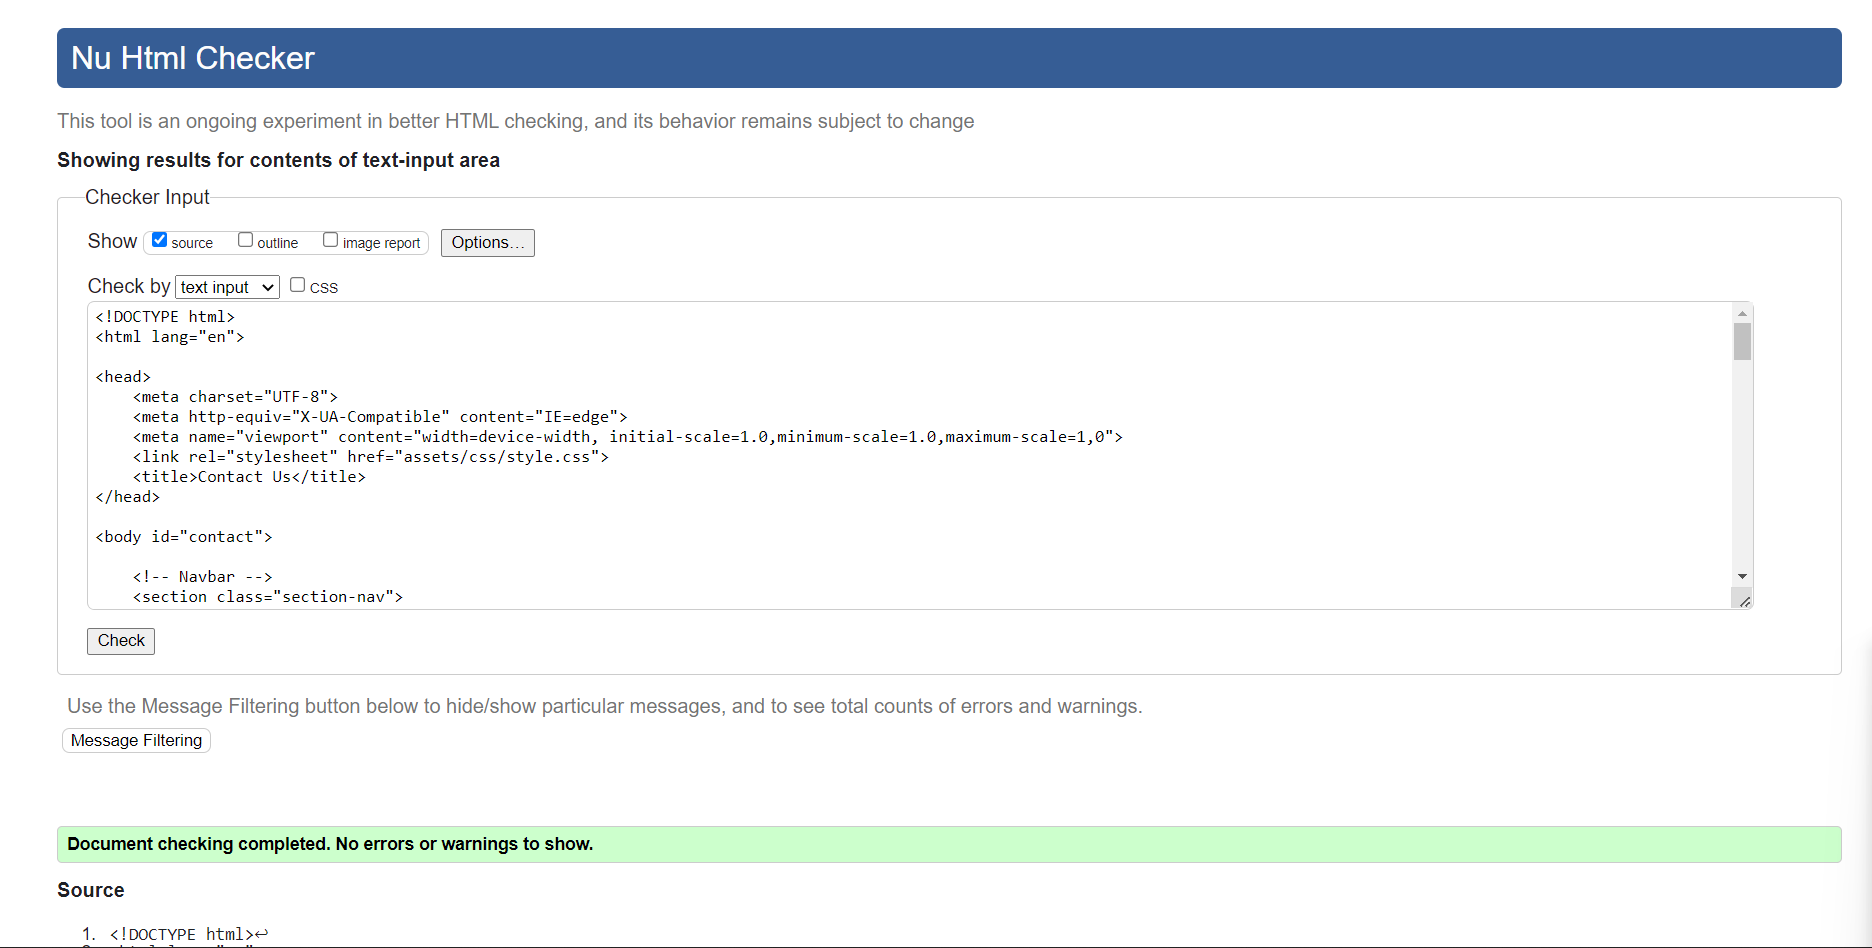 Nu Html Checker
This tool is an ongoing experiment in better HTML checking, and its behavior remains subject to change
Showing results for contents of text-input area
Checker Input
Show source outline image report Options...
Check by text input CSS
<!DOCTYPE html>
<html lang="en">
<head>
<meta charset="UTF-8">
<meta http-equiv="X-UA-Compatible" content="IE=edge">
<meta name="viewport" content="width=device-width, initial-scale=1.0,minimum-scale=1.0,maximum-scale=1,0">
<link rel="stylesheet" href="assets/css/style.css">
<title>Contact Us</title>
</head>
<body id="contact">
<!-- Navbar -->
<section class="section-nav">
Check
Use the Message Filtering button below to hide/show particular messages, and to see total counts of errors and warnings.
Message Filtering
Document checking completed. No errors or warnings to show.
Source
1. <!DOCTYPE html>↩